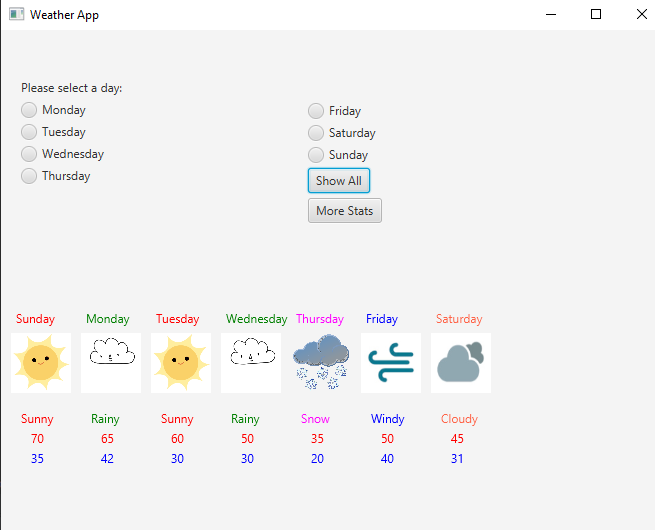 Weather App
Please select a day:
Monday
Tuesday
Wednesday
Thursday
Friday
Saturday
Sunday
Show All
More Stats
Sunday Monday Tuesday Wednesday Thursday Friday Saturday
Sunny Rainy Sunny Rainy Snow Windy Cloudy
70 65 60 50 35 50 45
35 42 30 30 20 40 31